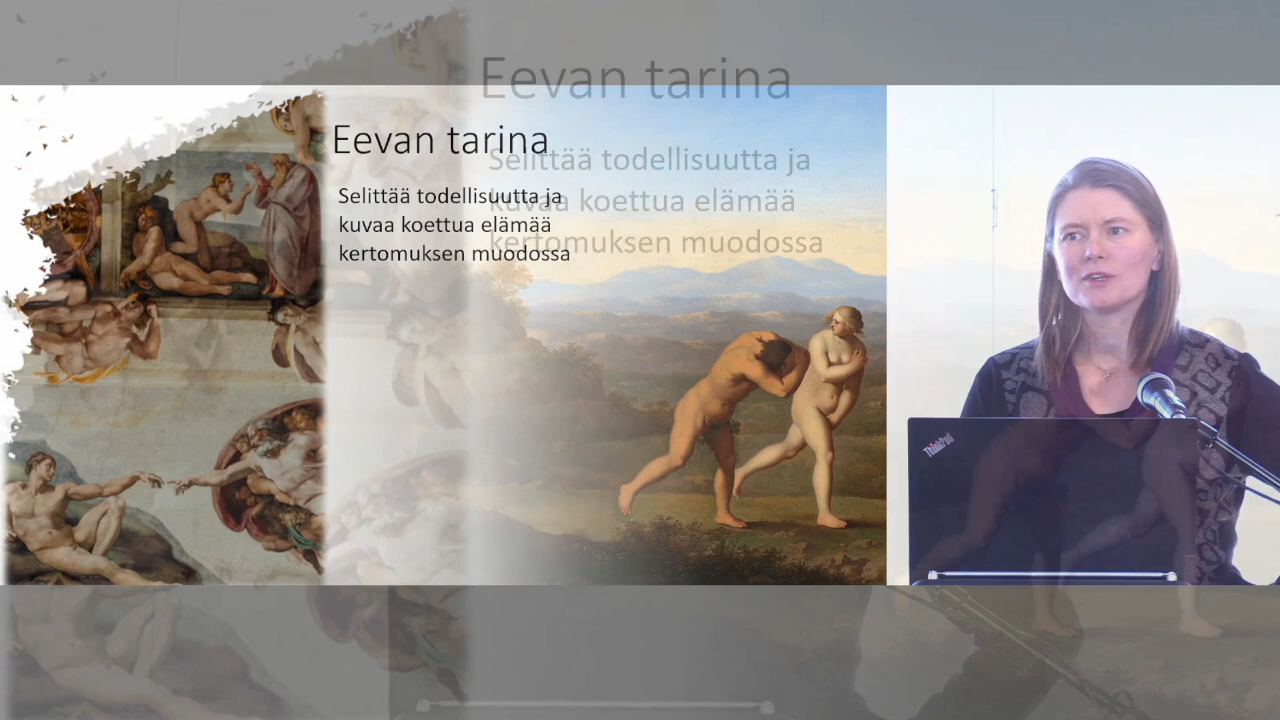 Eevan tarina
Selittää todellisuutta ja
kuvaa koettua elämää
kertomuksen muodossa
Eevan tarina
Selittää todellisuutta ja
kuvaa koettua elämää
kertomuksen muodossa
ThinkPad